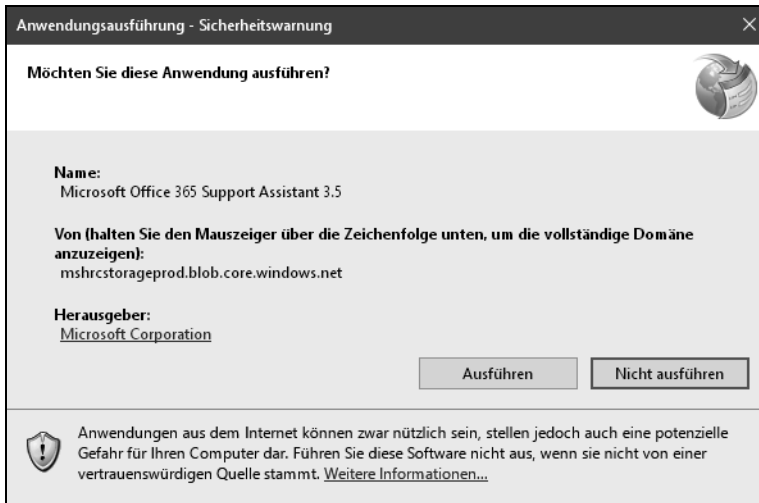 Anwendungsausführung - Sicherheitswarnung
Möchten Sie diese Anwendung ausführen?
Name:
Microsoft Office 365 Support Assistant 3.5
Von (halten Sie den Mauszeiger über die Zeichenfolge unten, um die vollständige Domäne
anzuzeigen):
mshrcstorageprod.blob.core.windows.net
Herausgeber:
Microsoft Corporation
Ausführen
Nicht ausführen
Anwendungen aus dem Internet können zwar nützlich sein, stellen jedoch auch eine potenzielle
Gefahr für Ihren Computer dar. Führen Sie diese Software nicht aus, wenn sie nicht von einer
vertrauenswürdigen Quelle stammt. Weitere Informationen...